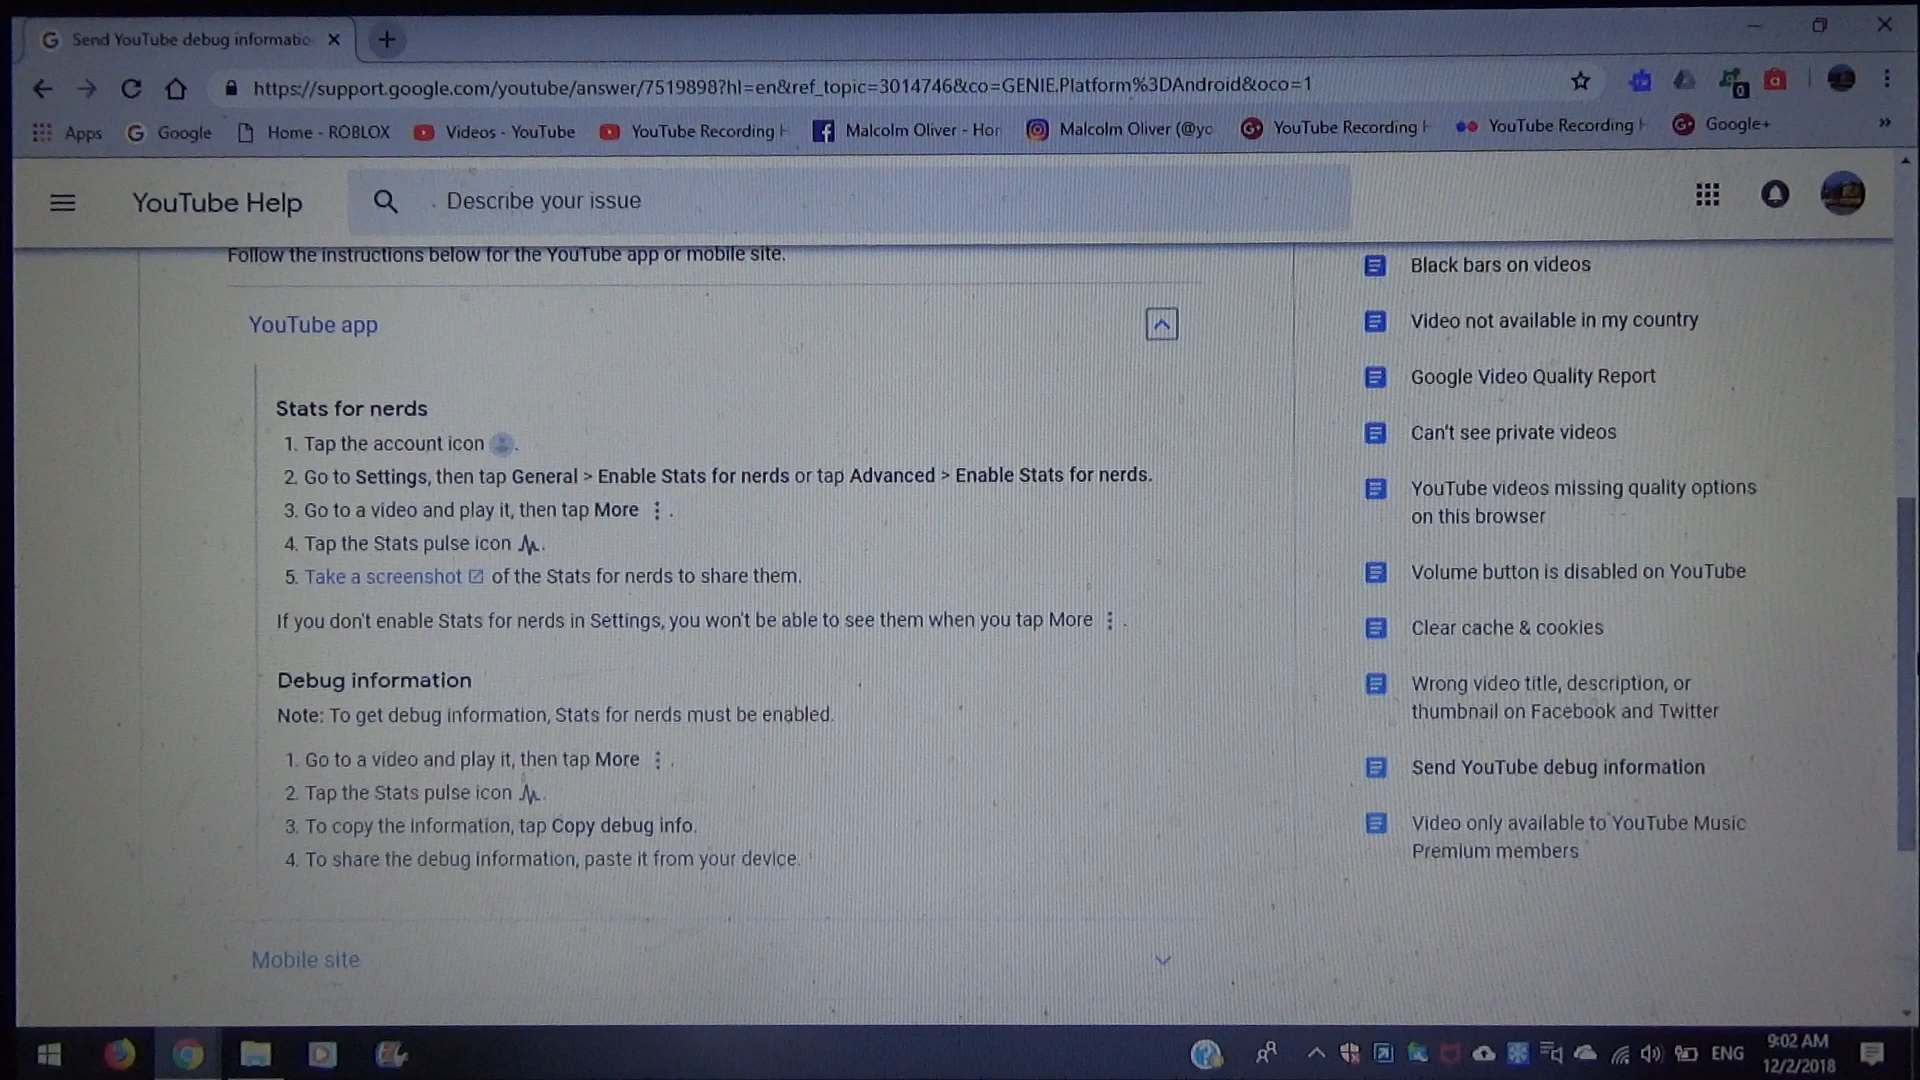 Send YouTube debug informatio
https://support.google.com/youtube/answer/7519898?hl=en&ref_topic=3014746&co=GENIE.Platform%3DAndroid&oco=1
0
Apps Google Home - ROBLOX Videos - YouTube YouTube Recording Malcolm Oliver - Hor Malcolm Oliver (@yo YouTube Recording YouTube Recording Google+ »
YouTube Help
Describe your issue
Follow the instructions below for the YouTube app or mobile site.
YouTube app
Stats for nerds
1. Tap the account icon .
2. Go to Settings, then tap General > Enable Stats for nerds or tap Advanced > Enable Stats for nerds.
3. Go to a video and play it, then tap More .
4. Tap the Stats pulse icon .
5. Take a screenshot of the Stats for nerds to share them.
If you don't enable Stats for nerds in Settings, you won't be able to see them when you tap More .
Debug information
Note: To get debug information, Stats for nerds must be enabled.
1. Go to a video and play it, then tap More .
2. Tap the Stats pulse icon .
3. To copy the information, tap Copy debug info.
4. To share the debug information, paste it from your device.
Mobile site
Black bars on videos
Video not available in my country
Google Video Quality Report
Can't see private videos
YouTube videos missing quality options
on this browser
Volume button is disabled on YouTube
Clear cache & cookies
Wrong video title, description, or
thumbnail on Facebook and Twitter
Send YouTube debug information
Video only available to YouTube Music
Premium members
ENG
9:02 AM
12/2/2018